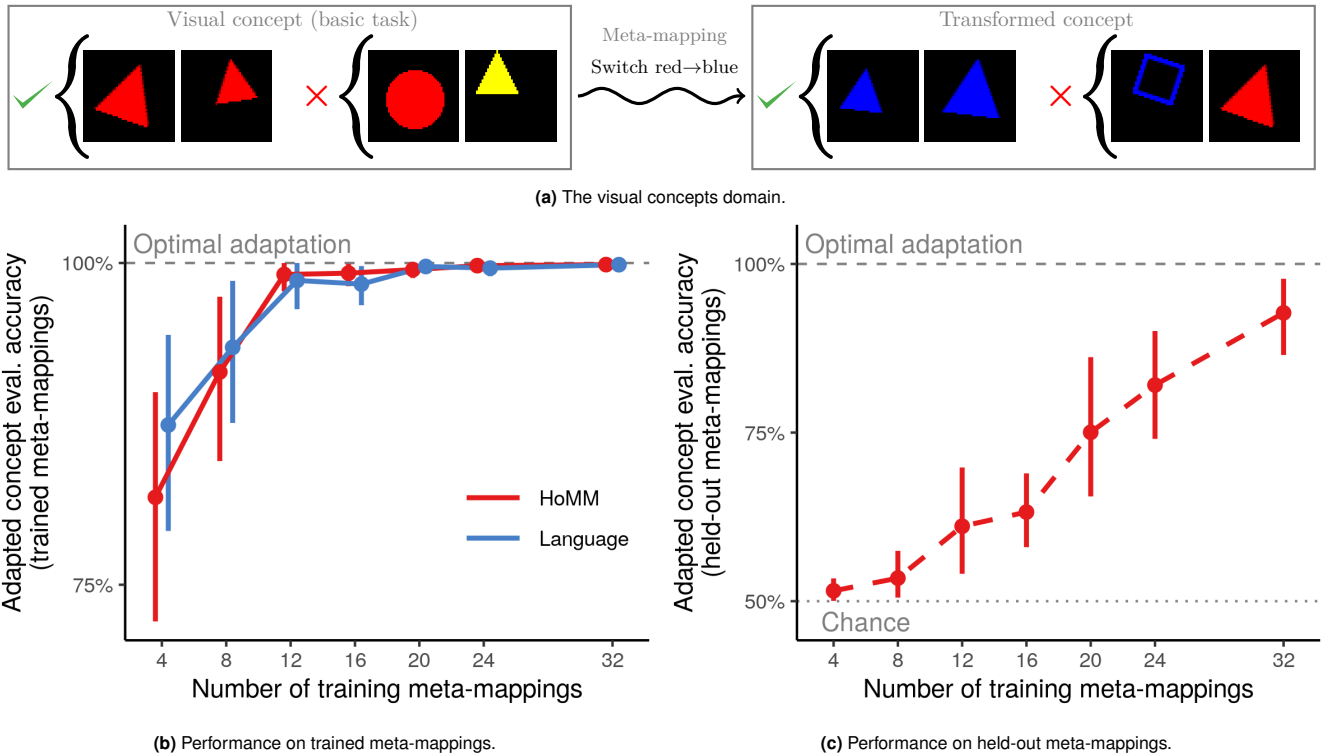 Visual concept (basic task)
Meta-mapping
Switch red→blue
Transformed concept
(a) The visual concepts domain.
Adapted concept eval. accuracy
(trained meta-mappings)
Optimal adaptation
100%
75%
HoMM
Language
4 8 12 16 20 24 32
Number of training meta-mappings
(b) Performance on trained meta-mappings.
Adapted concept eval. accuracy
(held-out meta-mappings)
Optimal adaptation
100%
75%
50%
Chance
4 8 12 16 20 24 32
Number of training meta-mappings
(c) Performance on held-out meta-mappings.